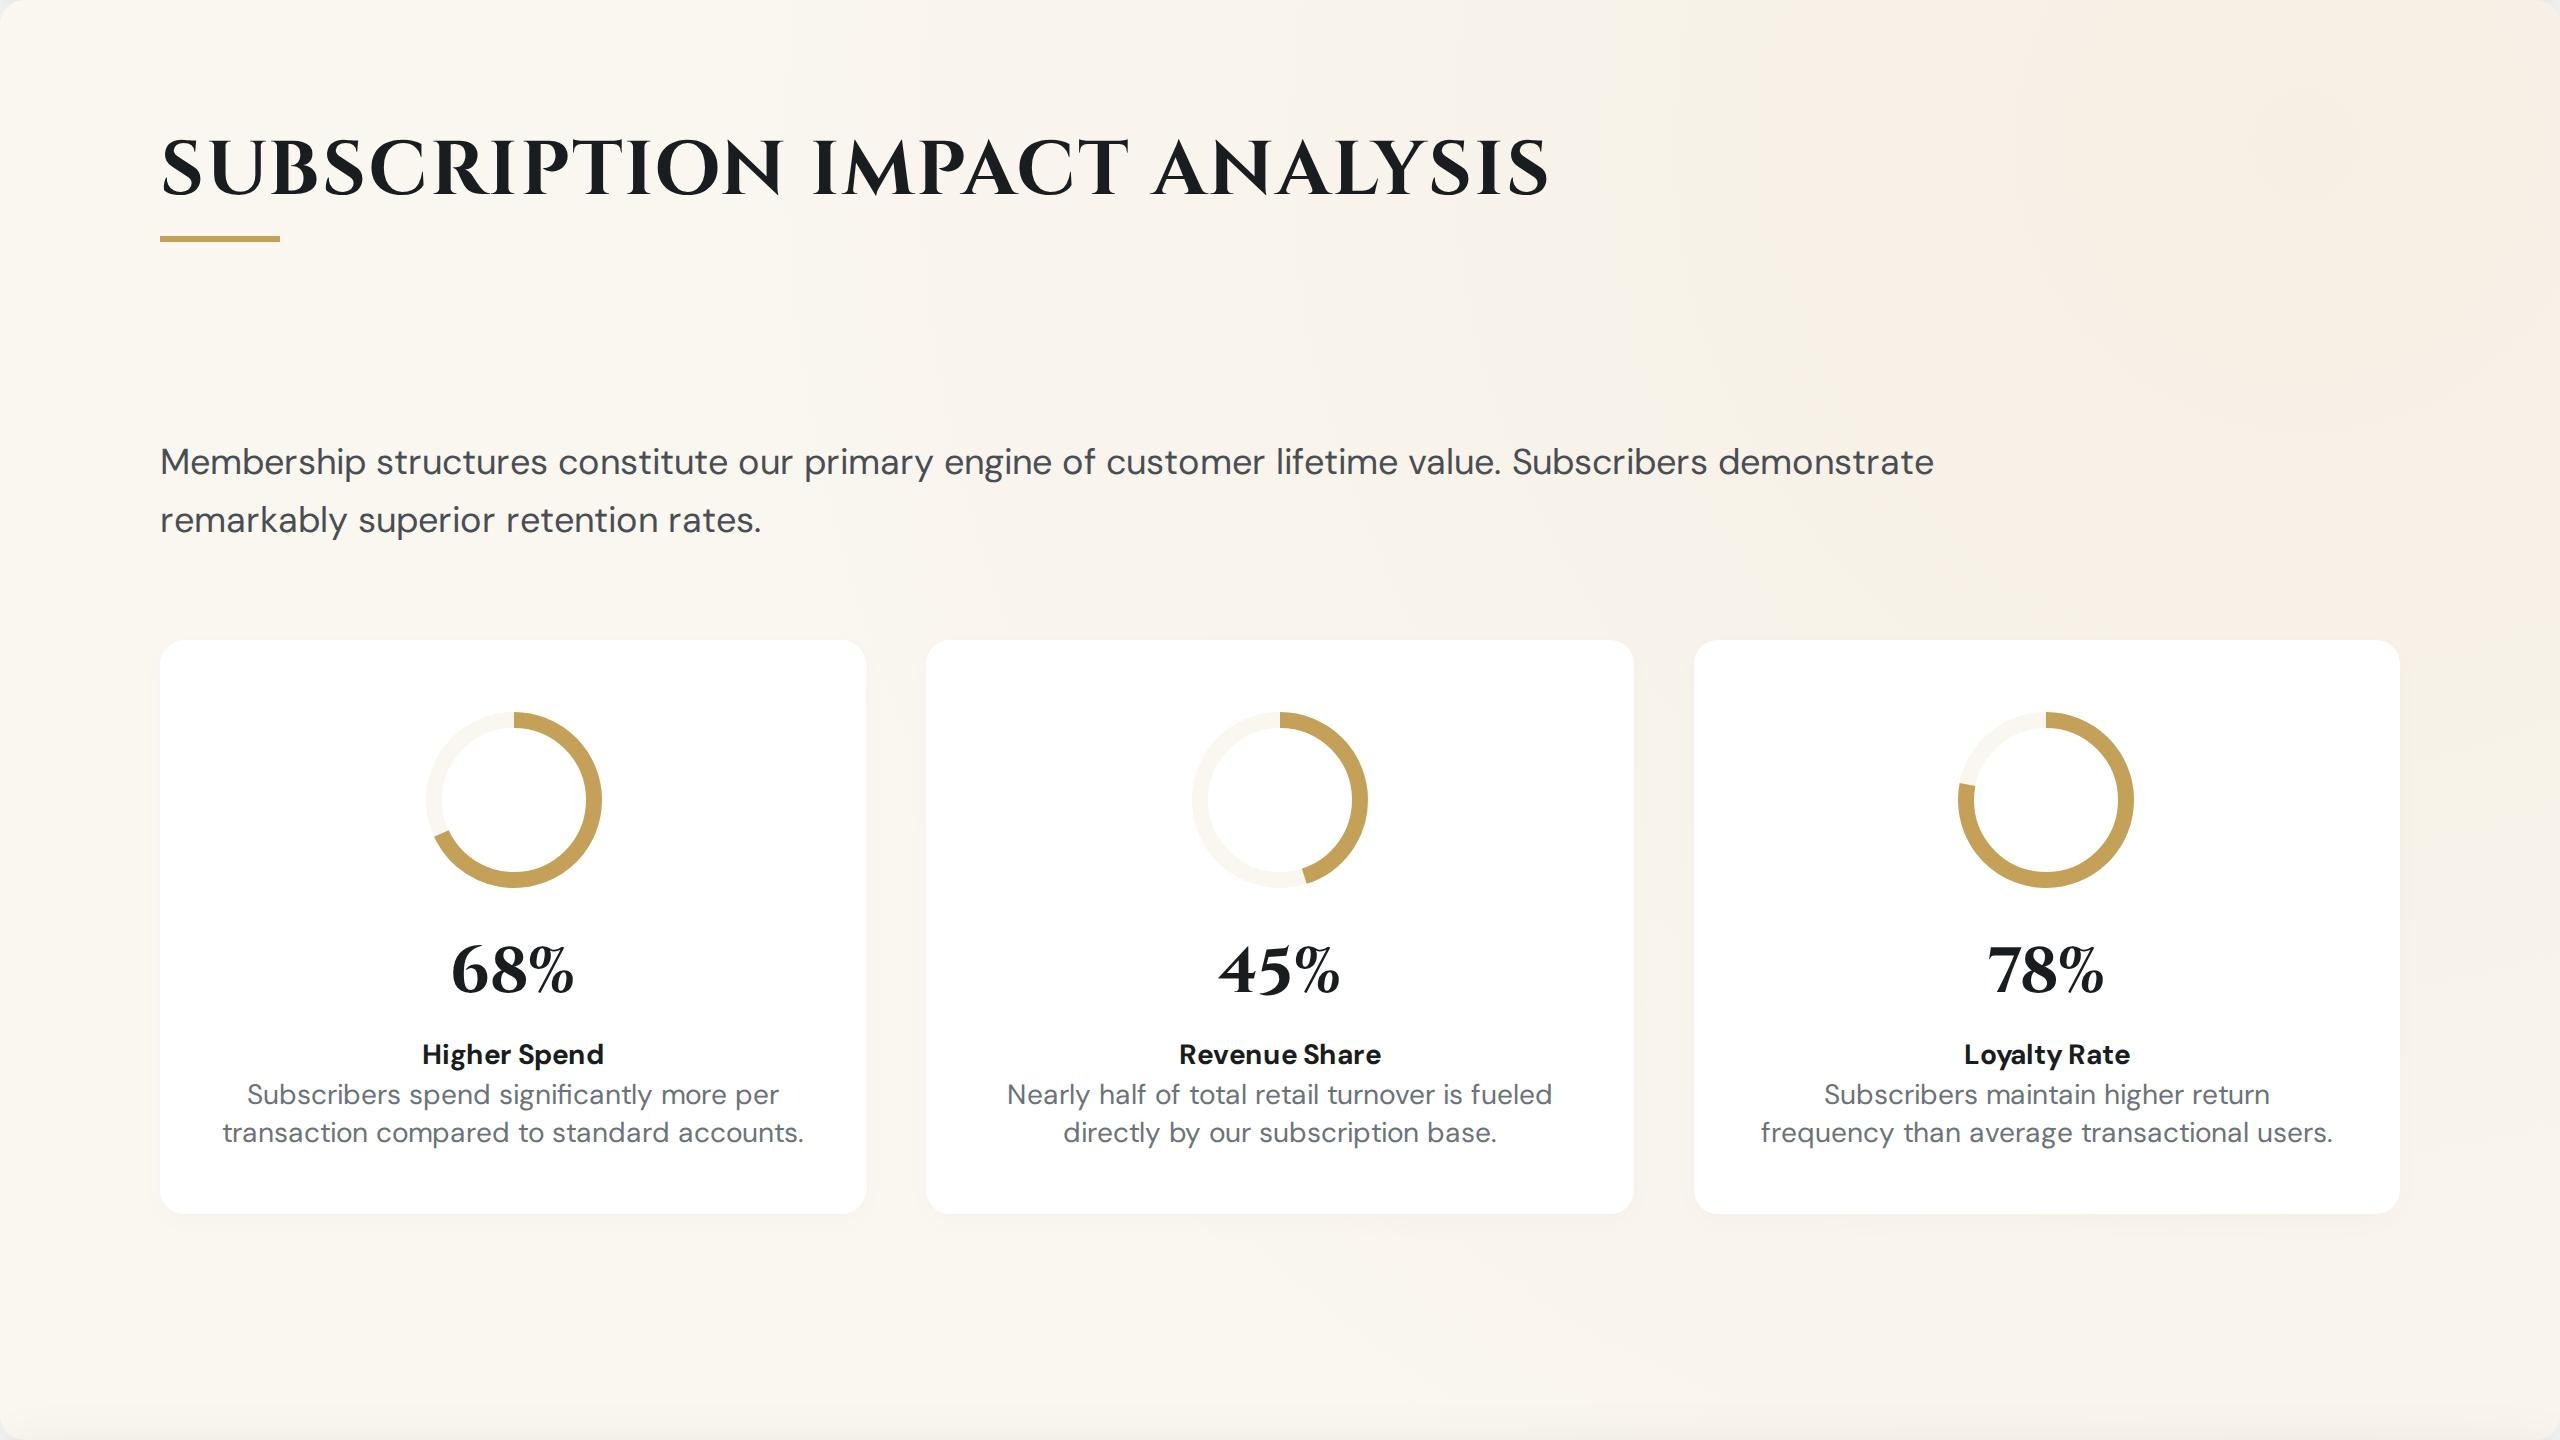 SUBSCRIPTION IMPACT ANALYSIS
Membership structures constitute our primary engine of customer lifetime value. Subscribers demonstrate
remarkably superior retention rates.
68%
Higher Spend
Subscribers spend significantly more per
transaction compared to standard accounts.
45%
Revenue Share
Nearly half of total retail turnover is fueled
directly by our subscription base.
78%
Loyalty Rate
Subscribers maintain higher return
frequency than average transactional users.